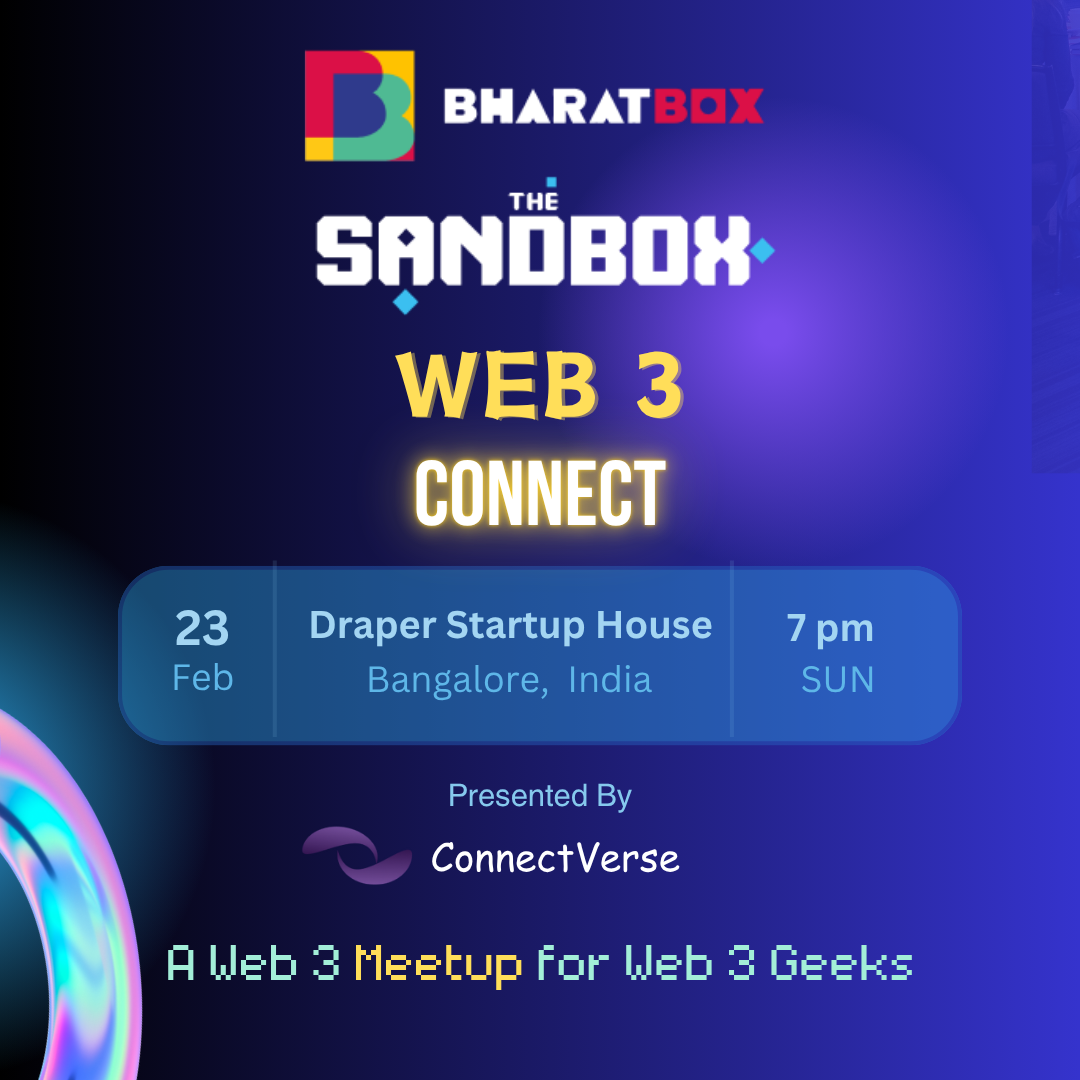 BHARATBOX
THE
SANDBOX
WEB 3
CONNECT
23
Feb
Draper Startup House
Bangalore, India
7 pm
SUN
Presented By
ConnectVerse
A Web 3 Meetup for Web 3 Geeks